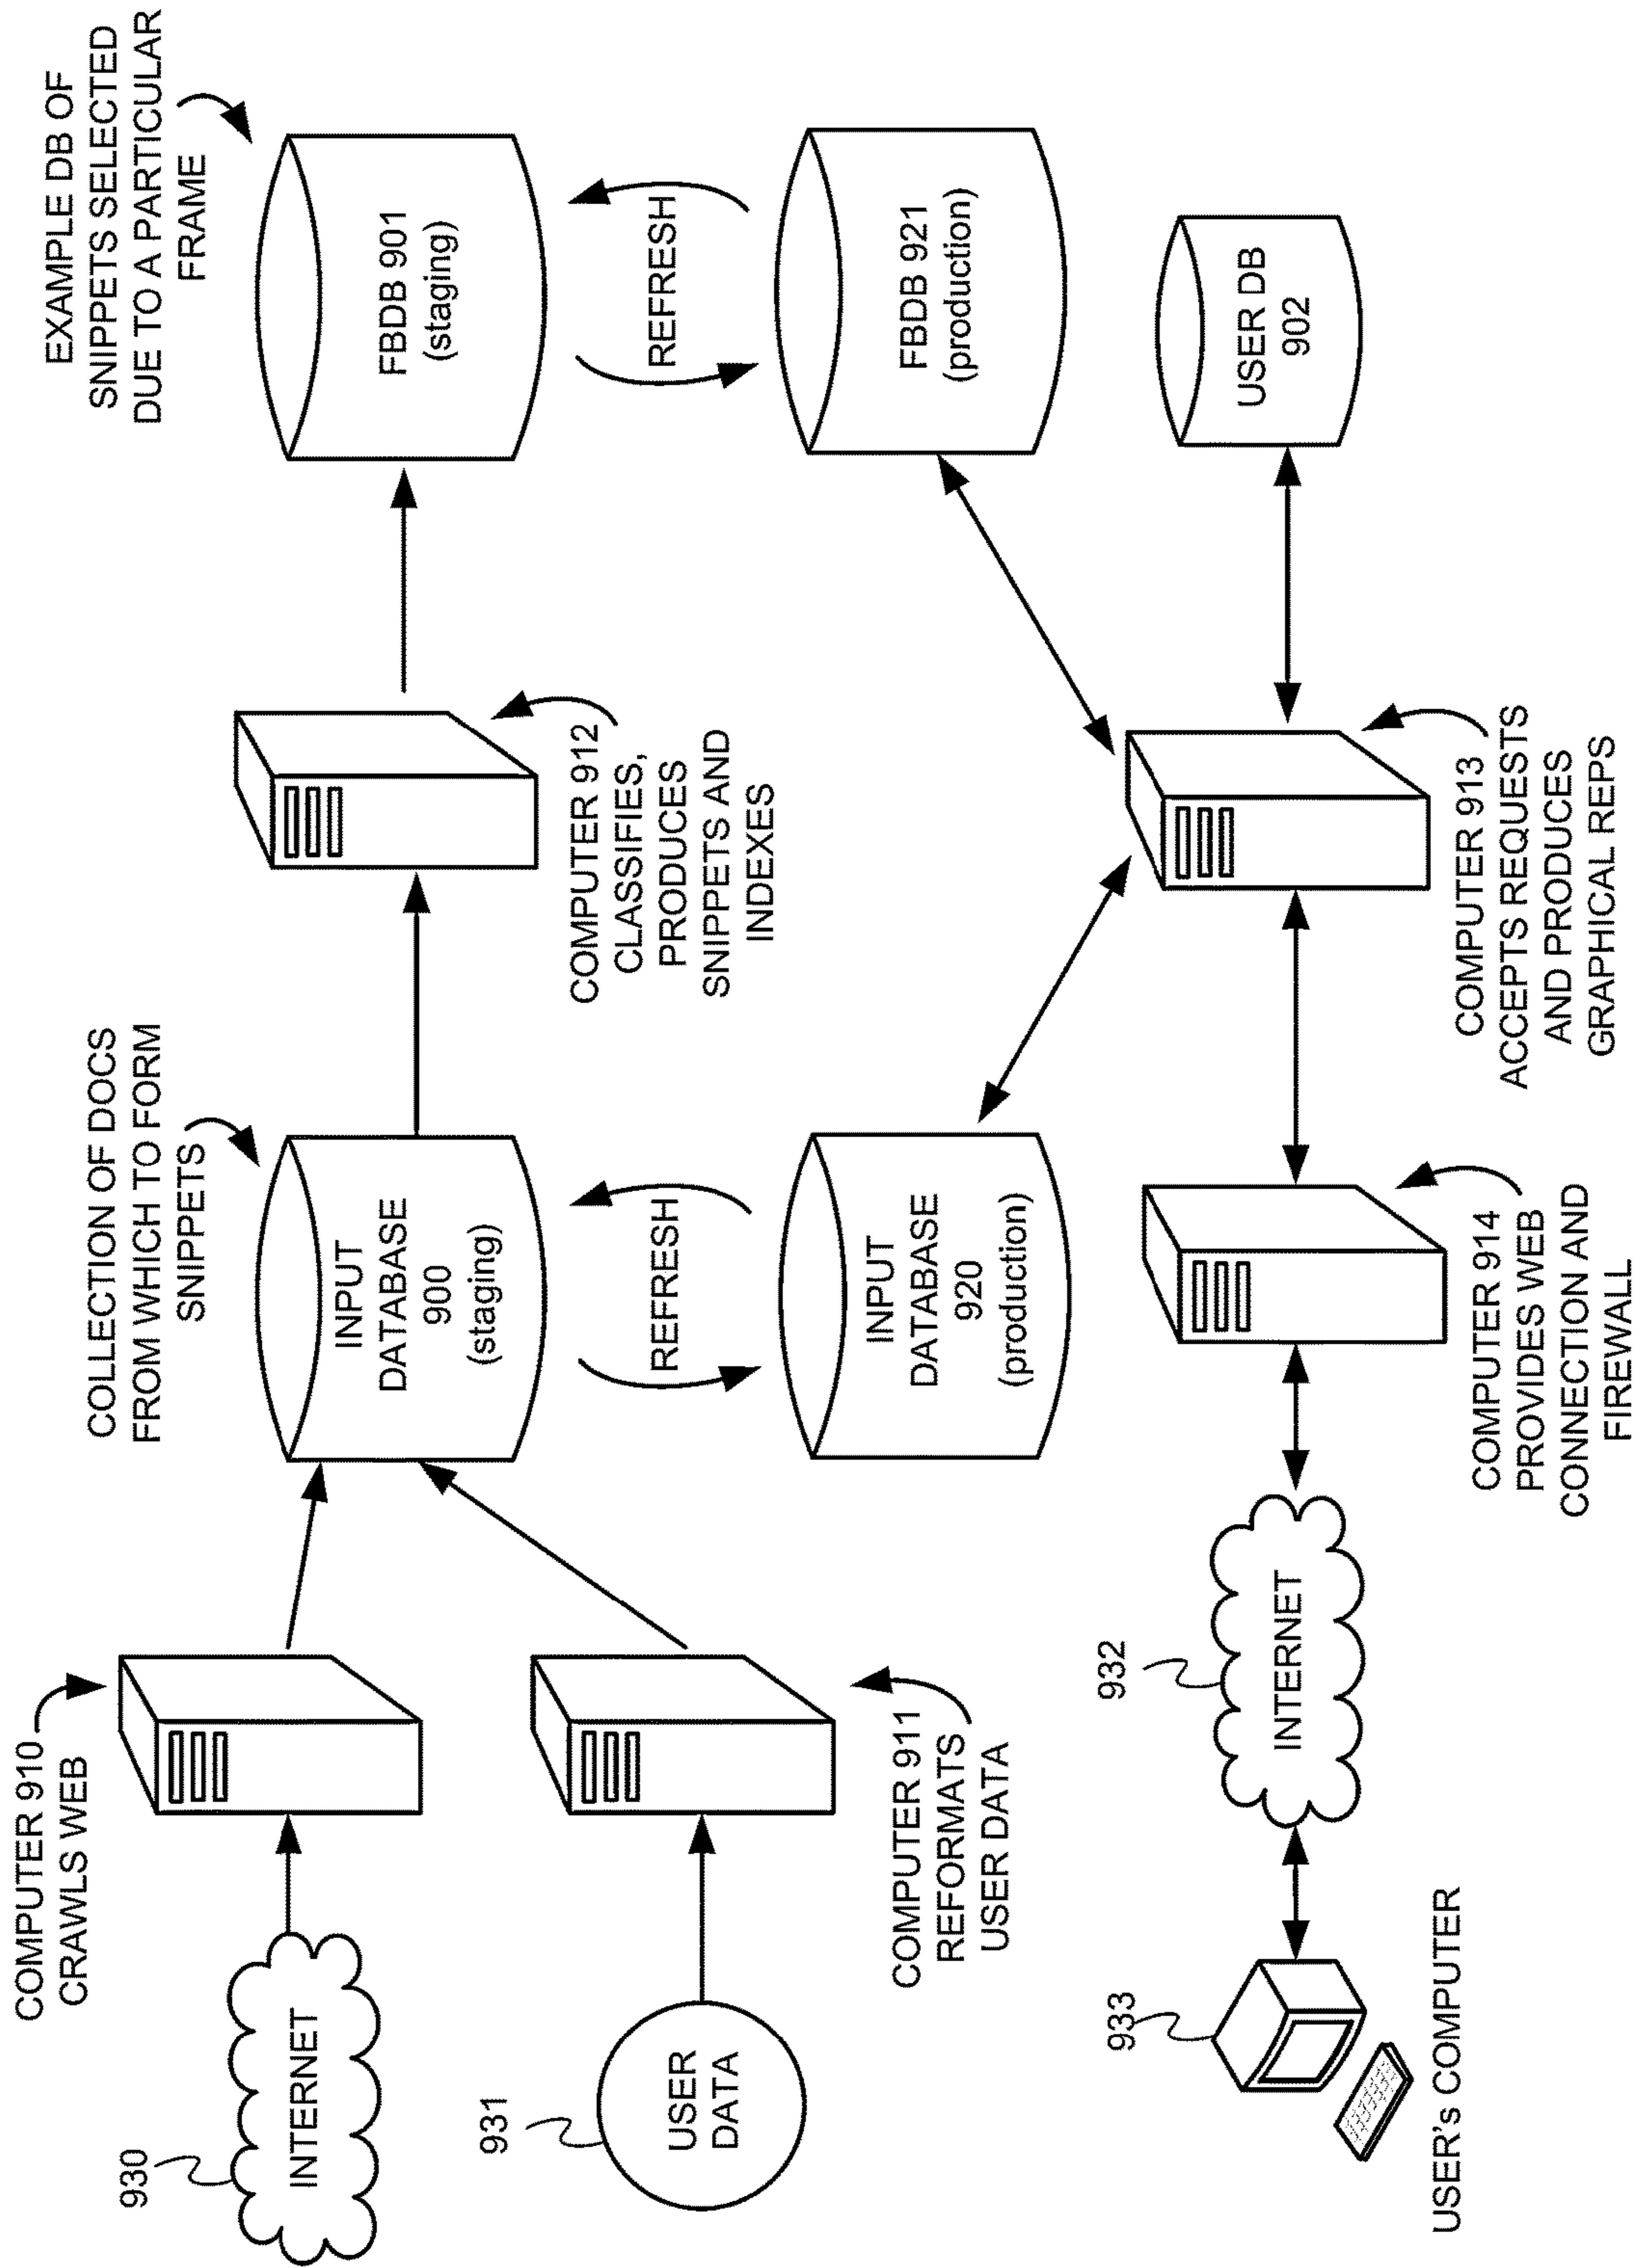 COMPUTER 910
CRAWLS WEB
930
INTERNET
COLLECTION OF DOCS
FROM WHICH TO FORM
SNIPPETS
INPUT
DATABASE
900
(staging)
COMPUTER 912
CLASSIFIES,
PRODUCES
SNIPPETS AND
INDEXES
EXAMPLE DB OF
SNIPPETS SELECTED
DUE TO A PARTICULAR
FRAME
FBDB 901
(staging)
931
USER
DATA
COMPUTER 911
REFORMATS
USER DATA
REFRESH
REFRESH
INPUT
DATABASE
920
(production)
FBDB 921
(production)
933
USER's COMPUTER
932
INTERNET
COMPUTER 914
PROVIDES WEB
CONNECTION AND
FIREWALL
COMPUTER 913
ACCEPTS REQUESTS
AND PRODUCES
GRAPHICAL REPS
USER DB
902